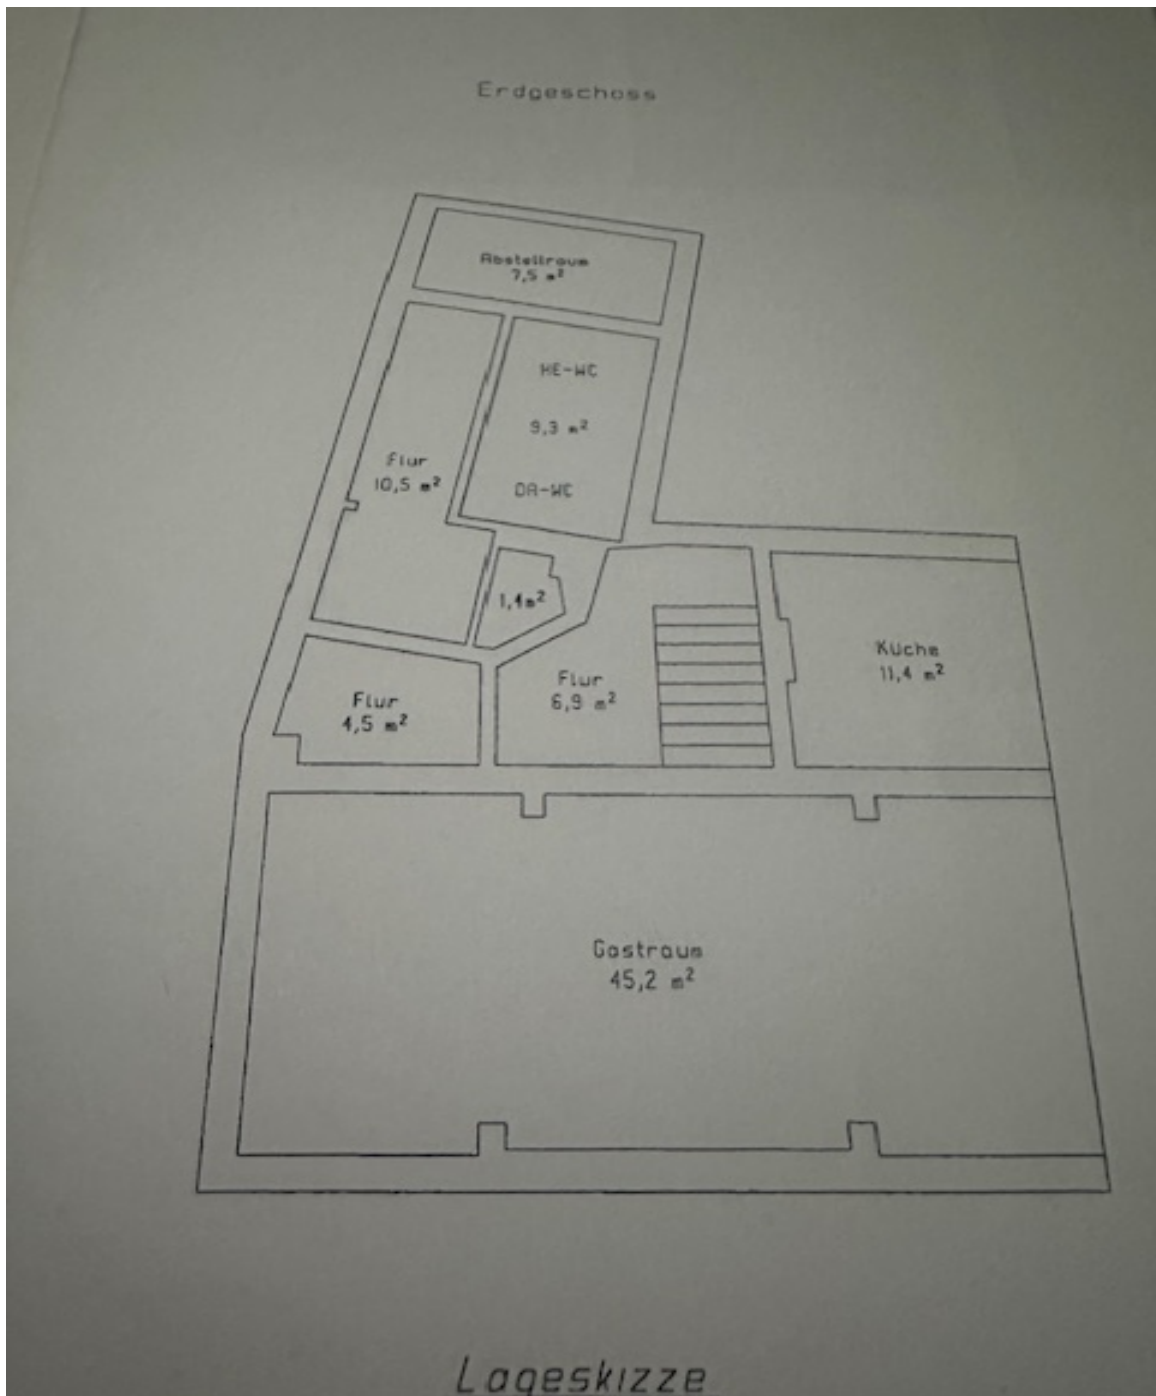 Erdgeschoss
Abstellraum
7,5 m²
HE-WC
9,3 m²
DA-WC
Flur
10,5 m²
1,4m²
Flur
6,9 m²
Küche
11,4 m²
Flur
4,5 m²
Gastraum
45,2 m²
Lageskizze